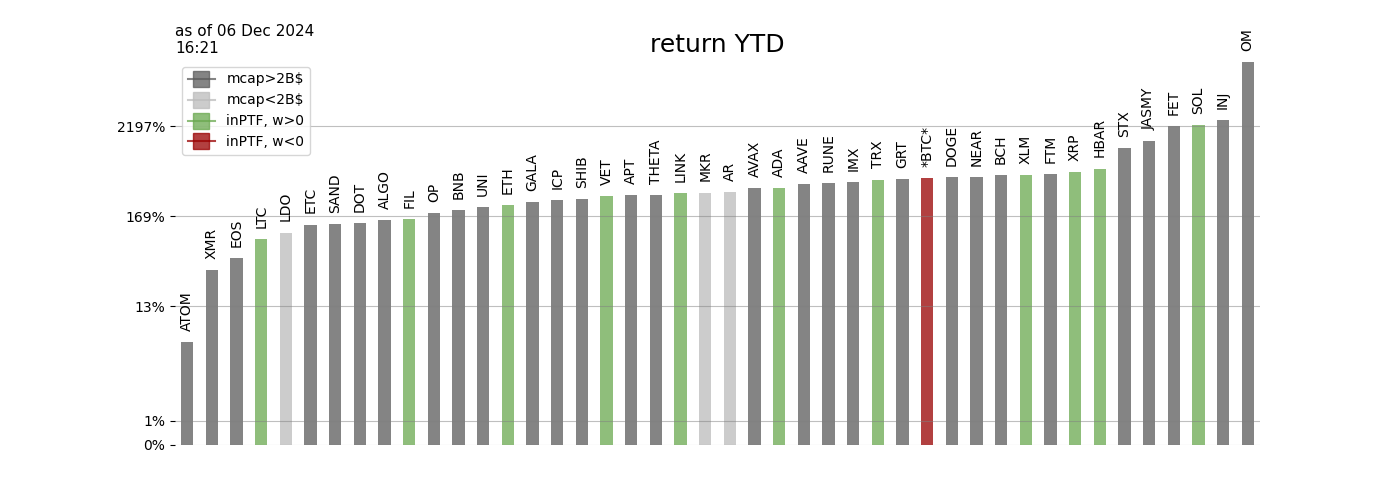 as of 06 Dec 2024
16:21
return YTD
mcap>2B$
mcap<2B$
inPTF, w>0
inPTF, w<0
2197%
169%
13%
1%
0%
ATOM
XMR
EOS
LTC
LDO
ETC
SAND
DOT
ALGO
FIL
OP
BNB
UNI
ETH
GALA
ICP
SHIB
VET
APT
THETA
LINK
MKR
AR
AVAX
ADA
AAVE
RUNE
IMX
TRX
GRT
*BTC*
DOGE
NEAR
BCH
XLM
FTM
XRP
HBAR
STX
JASMY
FET
SOL
INJ
OM